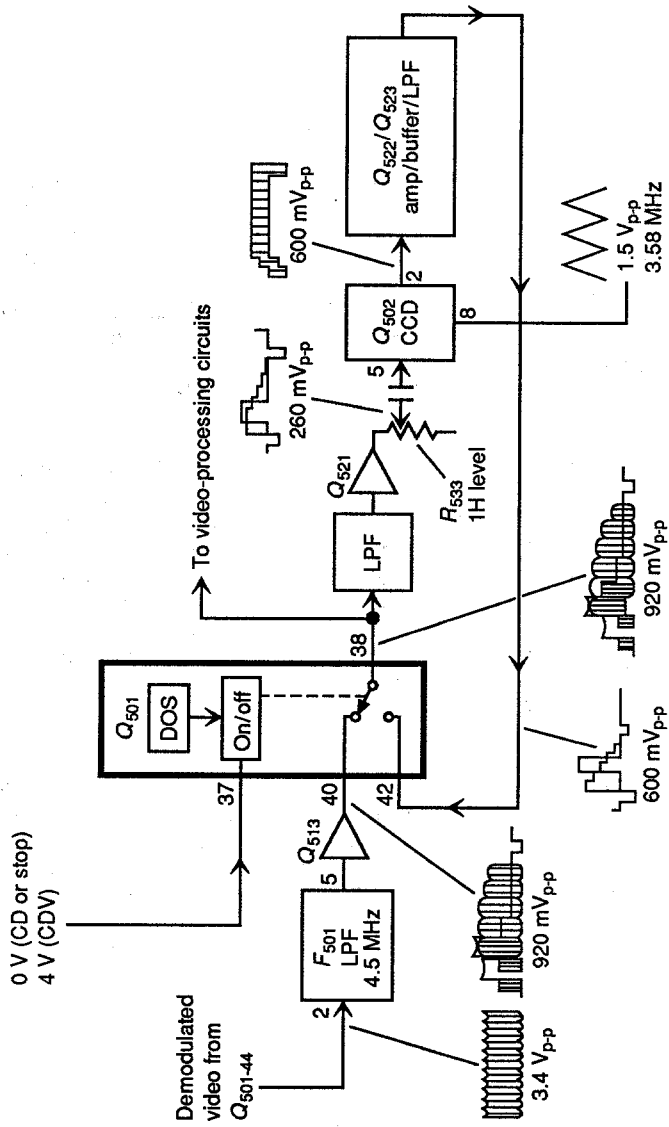 0 V (CD or stop)
4 V (CDV)
Demodulated
video from
Q501-44
2
F501
LPF
4.5 MHz
5
Q513
3.4 Vp-p
920 mVp-p
37
40
42
Q501
DOS
On/off
38
To video-processing circuits
LPF
Q521
R533
1H level
260 mVp-p
5
Q502
CCD
2
8
600 mVp-p
Q522/Q523
amp/buffer/LPF
1.5 Vp-p
3.58 MHz
920 mVp-p
600 mVp-p